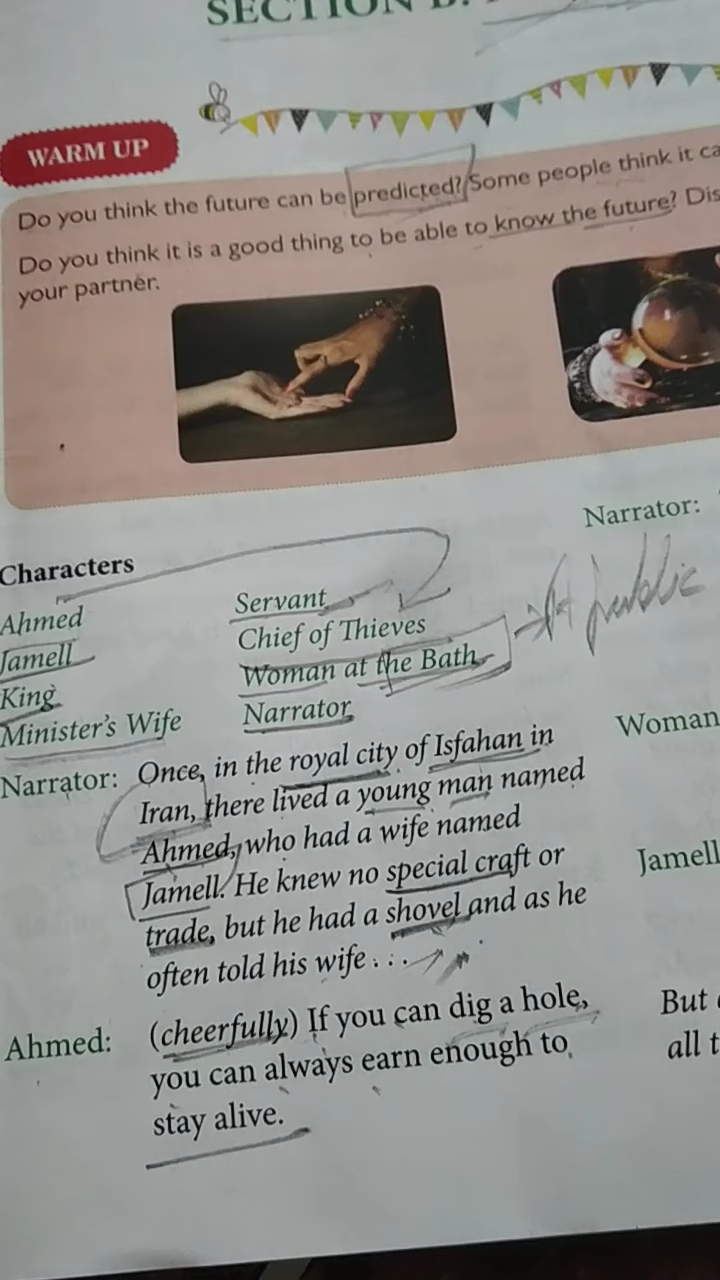 SECTION B:
WARM UP
Do you think the future can be predicted? Some people think it ca
Do you think it is a good thing to be able to know the future? Dis
your partner.
Characters
Ahmed
Jamell
King
Minister's Wife
Servant
Chief of Thieves
Woman at the Bath
Narrator
public
Narrator: Once, in the royal city of Isfahan in
Iran, there lived a young man named
Ahmed, who had a wife named
Jamell. He knew no special craft or
trade, but he had a shovel and as he
often told his wife . . .
Ahmed: (cheerfully) If you can dig a hole,
you can always earn enough to
stay alive.
Narrator:
Woman
Jamell
But
all t